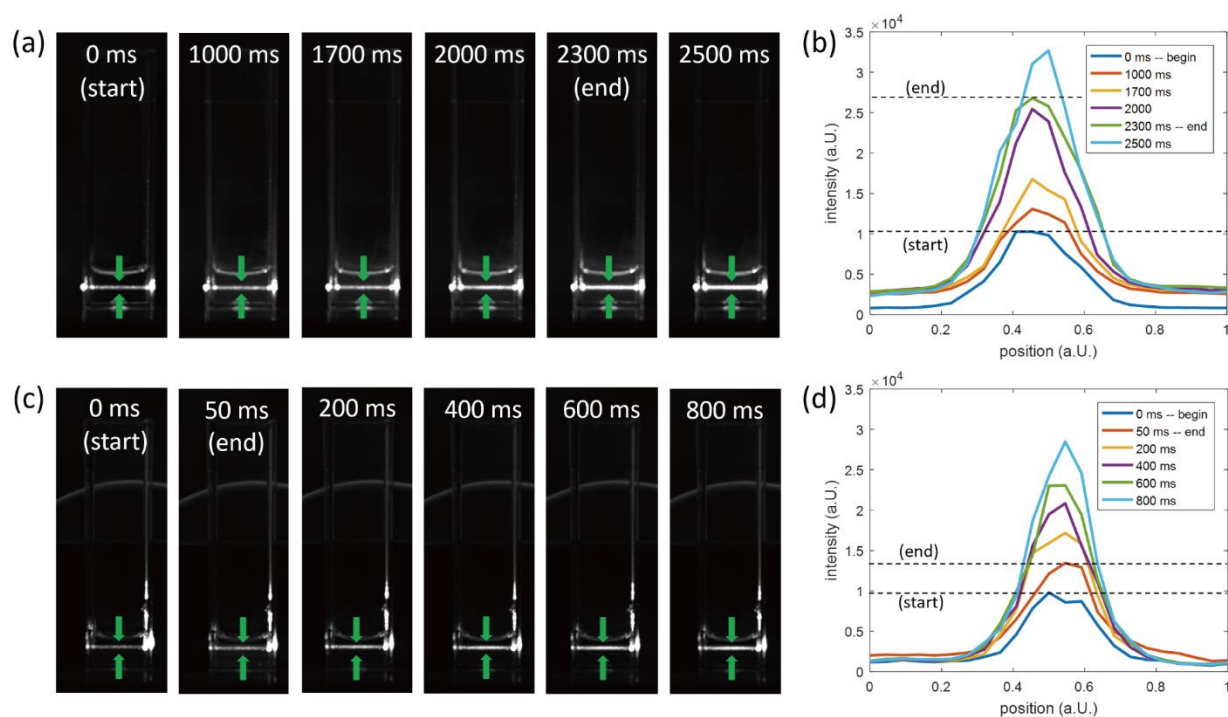 (a)
0 ms
(start)
1000 ms
1700 ms
2000 ms
2300 ms
(end)
2500 ms
(b)
× 10⁴
3.5
3
2.5
2
1.5
1
0.5
0
intensity (a.U.)
0
0.2
0.4
0.6
0.8
1
position (a.U.)
(end)
(start)
0 ms -- begin
1000 ms
1700 ms
2000
2300 ms -- end
2500 ms
(c)
0 ms
(start)
50 ms
(end)
200 ms
400 ms
600 ms
800 ms
(d)
× 10⁴
3.5
3
2.5
2
1.5
1
0.5
0
intensity (a.U.)
0
0.2
0.4
0.6
0.8
1
position (a.U.)
(end)
(start)
0 ms -- begin
50 ms -- end
200 ms
400 ms
600 ms
800 ms